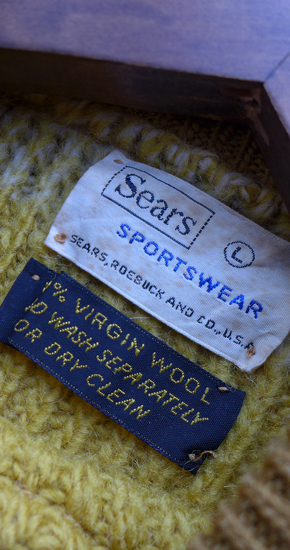 Sears
SPORTSWEAR
L
SEARS, ROEBUCK AND CO., U.S.A
% VIRGIN WOOL
WASH SEPARATELY
OR DRY CLEAN